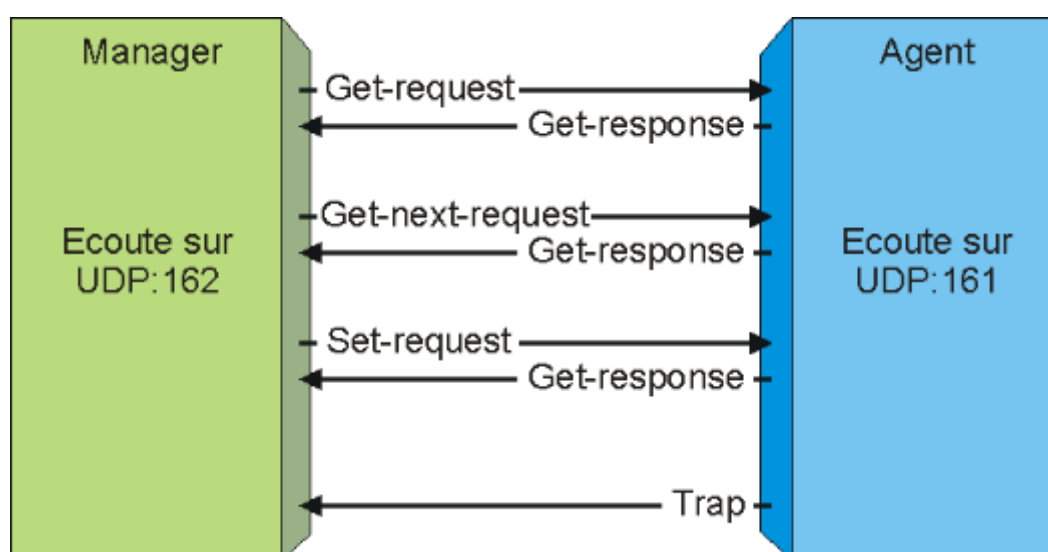 Manager
Agent
Get-request
Get-response
Get-next-request
Get-response
Ecoute sur
UDP:162
Ecoute sur
UDP:161
Set-request
Get-response
Trap